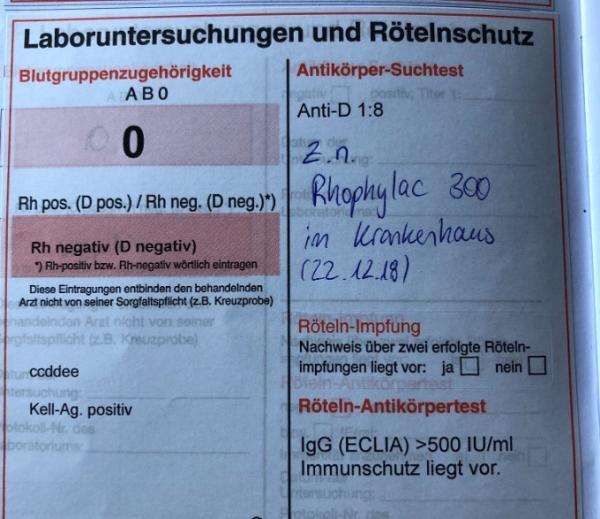 Laboruntersuchungen und Rötelnschutz
Blutgruppenzugehörigkeit
A B 0
0
Rh pos. (D pos.) / Rh neg. (D neg.)*)
Rh negativ (D negativ)
*) Rh-positiv bzw. Rh-negativ wörtlich eintragen
Diese Eintragungen entbinden den behandelnden
Arzt nicht von seiner Sorgfaltspflicht (z.B. Kreuzprobe)
ccddee
Kell-Ag. positiv
Antikörper-Suchtest
Anti-D 1:8
z.n.
Rhophylac 300
im Krankenhaus
(22.12.18)
Röteln-Impfung
Nachweis über zwei erfolgte Röteln-
impfungen liegt vor: ja nein
Röteln-Antikörpertest
IgG (ECLIA) >500 IU/ml
Immunschutz liegt vor.